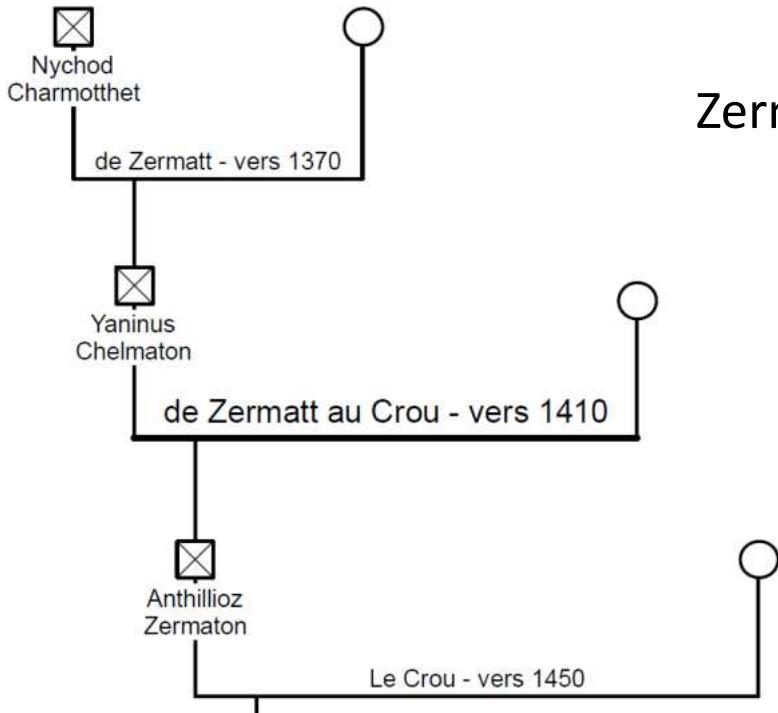 Nychod
Charmotthet
de Zermatt - vers 1370
Yaninus
Chelmaton
de Zermatt au Crou - vers 1410
Anthillioz
Zermaton
Le Crou - vers 1450